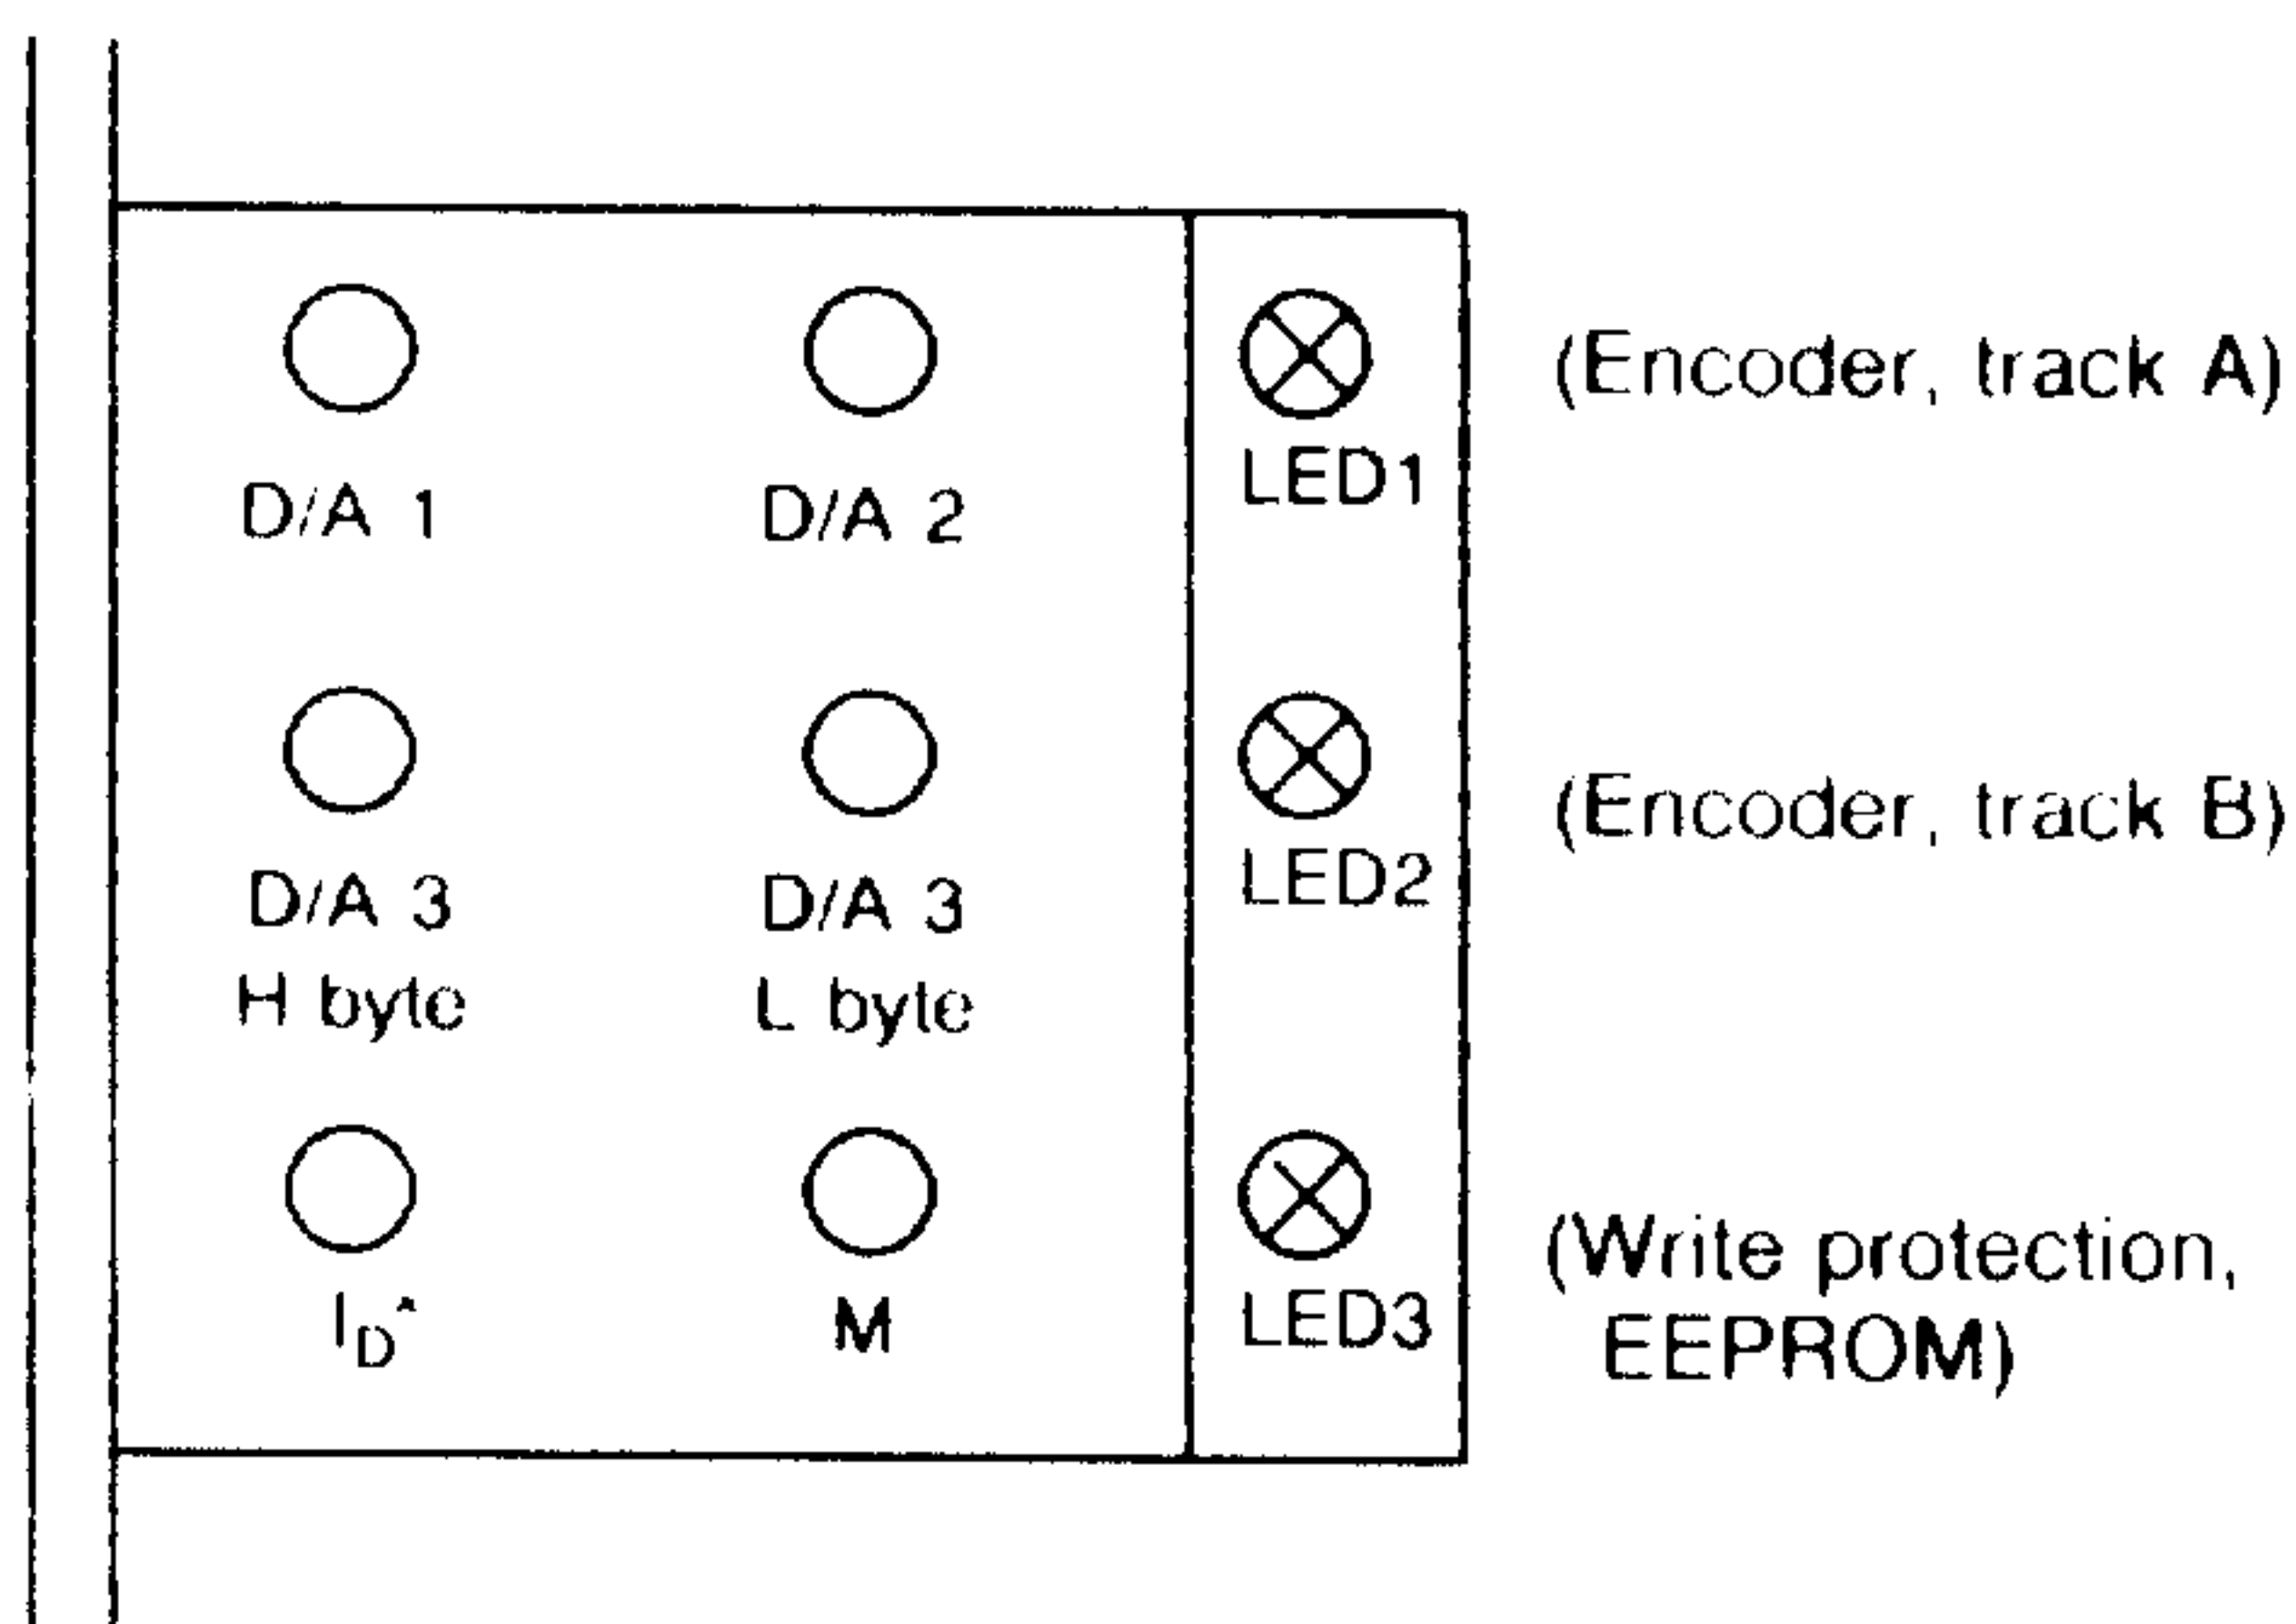 (Encoder, track A)
LED1
D/A 1
D/A 2
(Encoder, track B)
LED2
D/A 3
H byte
D/A 3
L byte
(Write protection,
EEPROM)
I_D*
M
LED3